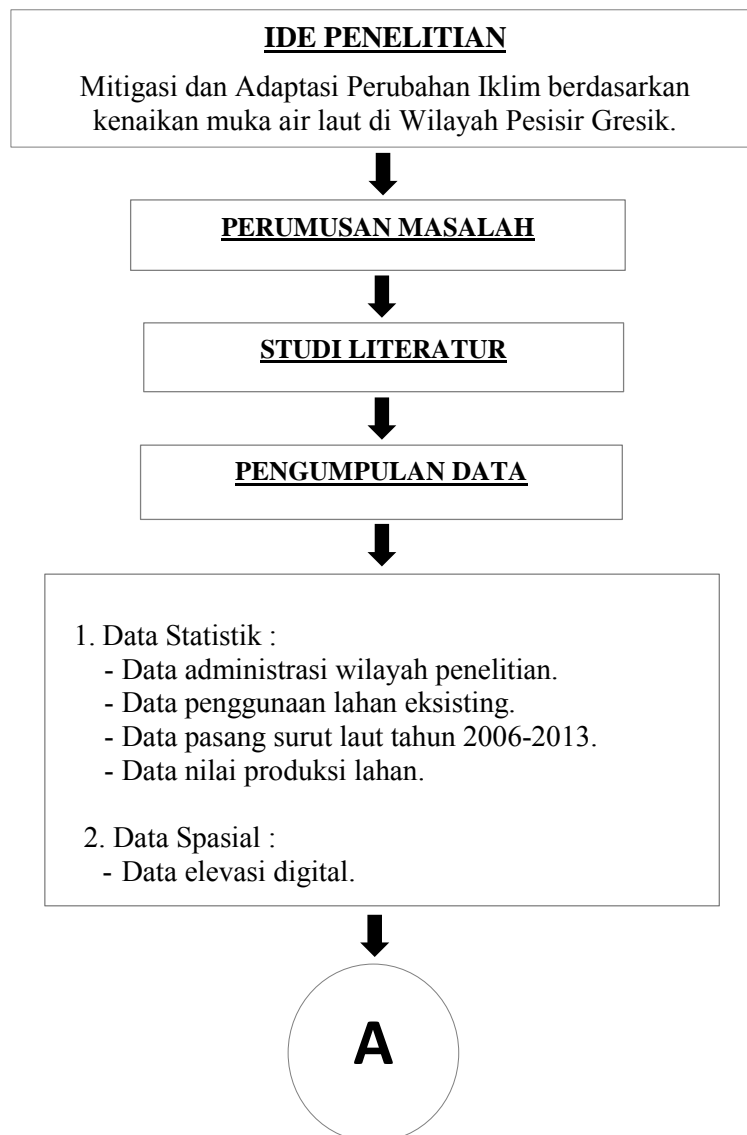 IDE PENELITIAN
Mitigasi dan Adaptasi Perubahan Iklim berdasarkan
kenaikan muka air laut di Wilayah Pesisir Gresik.
PERUMUSAN MASALAH
STUDI LITERATUR
PENGUMPULAN DATA
1. Data Statistik :
- Data administrasi wilayah penelitian.
- Data penggunaan lahan eksisting.
- Data pasang surut laut tahun 2006-2013.
- Data nilai produksi lahan.
2. Data Spasial :
- Data elevasi digital.
A